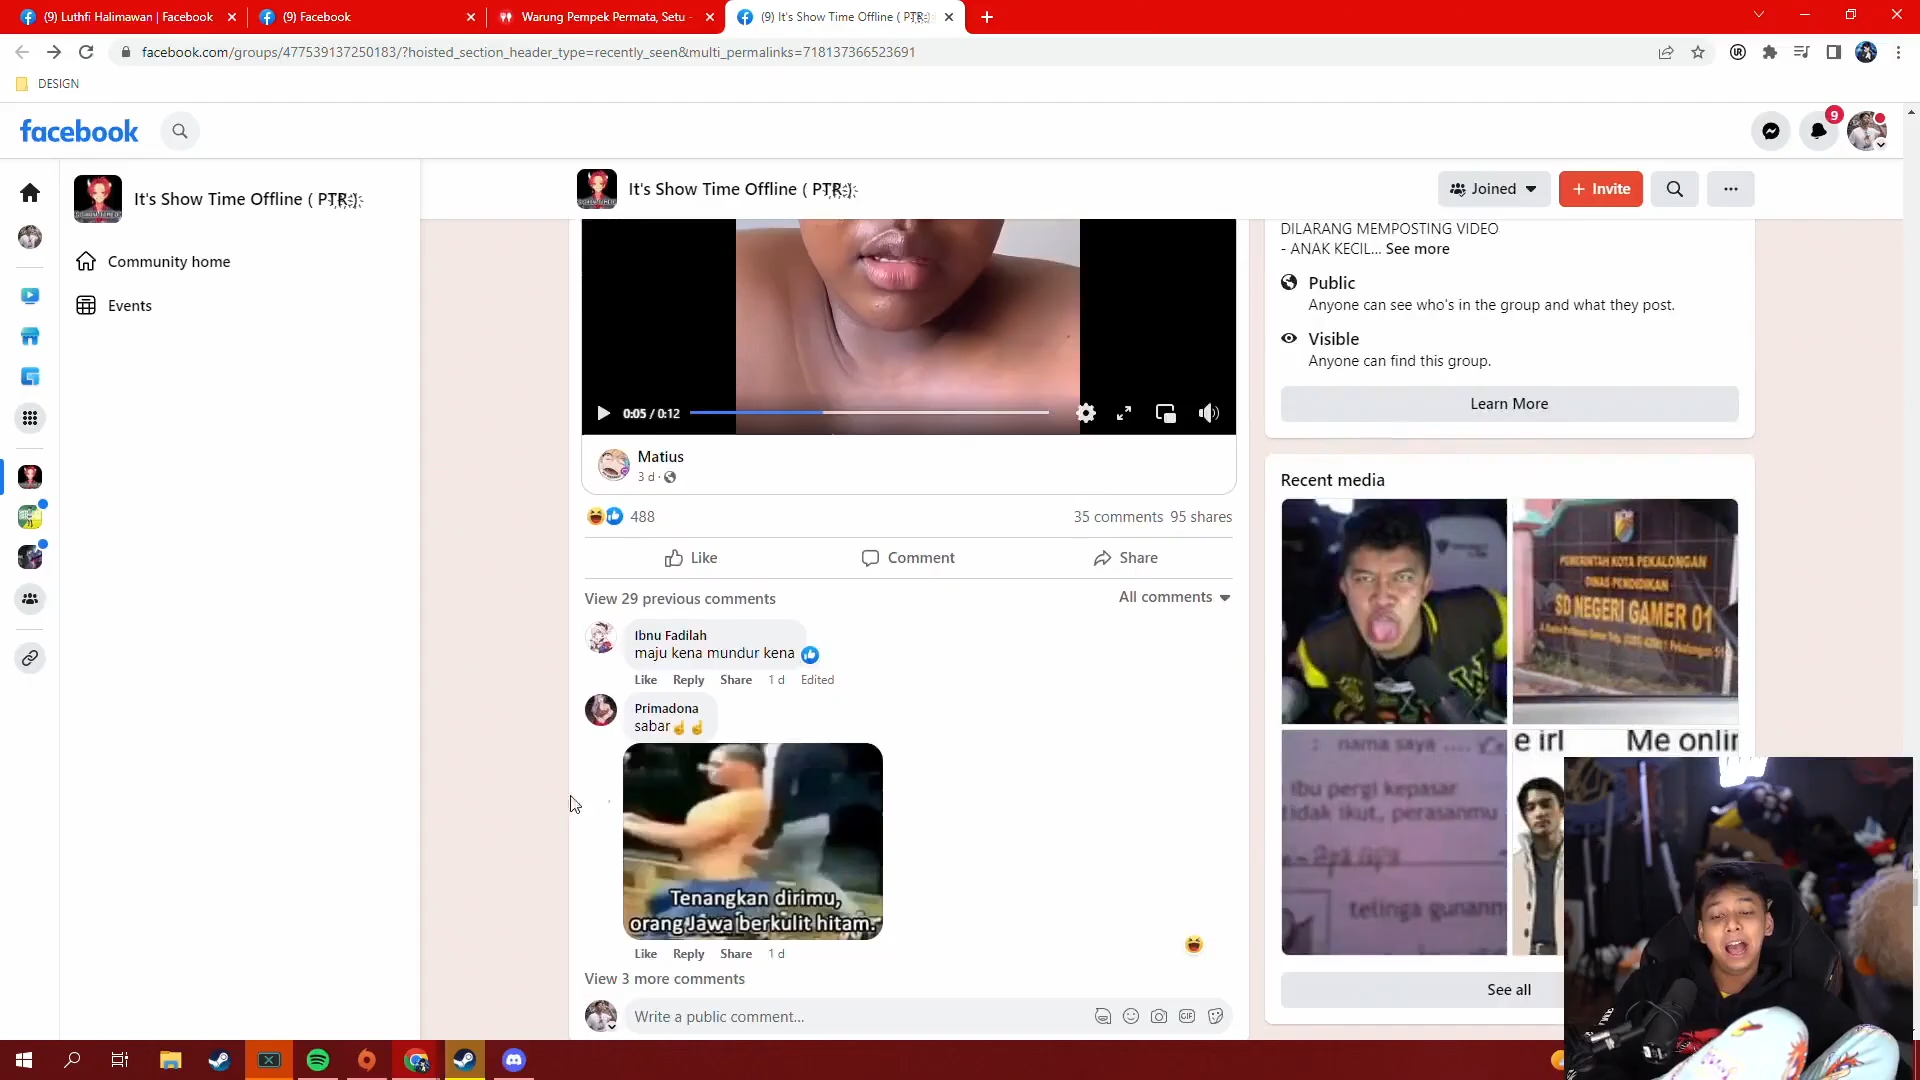 (9) Luthfi Halimawan | Facebook
(9) Facebook
Warung Pempek Permata, Setu -
(9) It's Show Time Offline ( PTR)
facebook.com/groups/477539137250183/?hoisted_section_header_type=recently_seen&multi_permalinks=718137366523691
DESIGN
facebook
9
It's Show Time Offline ( PTR)
Community home
Events
It's Show Time Offline ( PTR)
Joined
+ Invite
0:05 / 0:12
Matius
3 d ·
488
35 comments 95 shares
Like
Comment
Share
View 29 previous comments
All comments
Ibnu Fadilah
maju kena mundur kena
Like Reply Share 1 d Edited
Primadona
sabar☝️☝️
Tenangkan dirimu,
orang Jawa berkulit hitam.
Like Reply Share 1 d
View 3 more comments
Write a public comment...
GIF
DILARANG MEMPOSTING VIDEO
- ANAK KECIL... See more
Public
Anyone can see who's in the group and what they post.
Visible
Anyone can find this group.
Learn More
Recent media
PEMERINTAH KOTA PEKALONGAN
DINAS PENDIDIKAN
SD NEGERI GAMER 01
: nama saya ....
Ibu pergi kepasar
tidak ikut, perasanmu
telinga gunann
e irl
Me onlin
See all